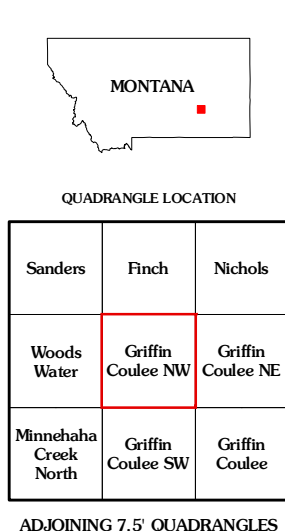 MONTANA
QUADRANGLE LOCATION
Sanders
Finch
Nichols
Woods
Water
Griffin
Coulee NW
Griffin
Coulee NE
Minnehaha
Creek
North
Griffin
Coulee SW
Griffin
Coulee
ADJOINING 7.5' QUADRANGLES